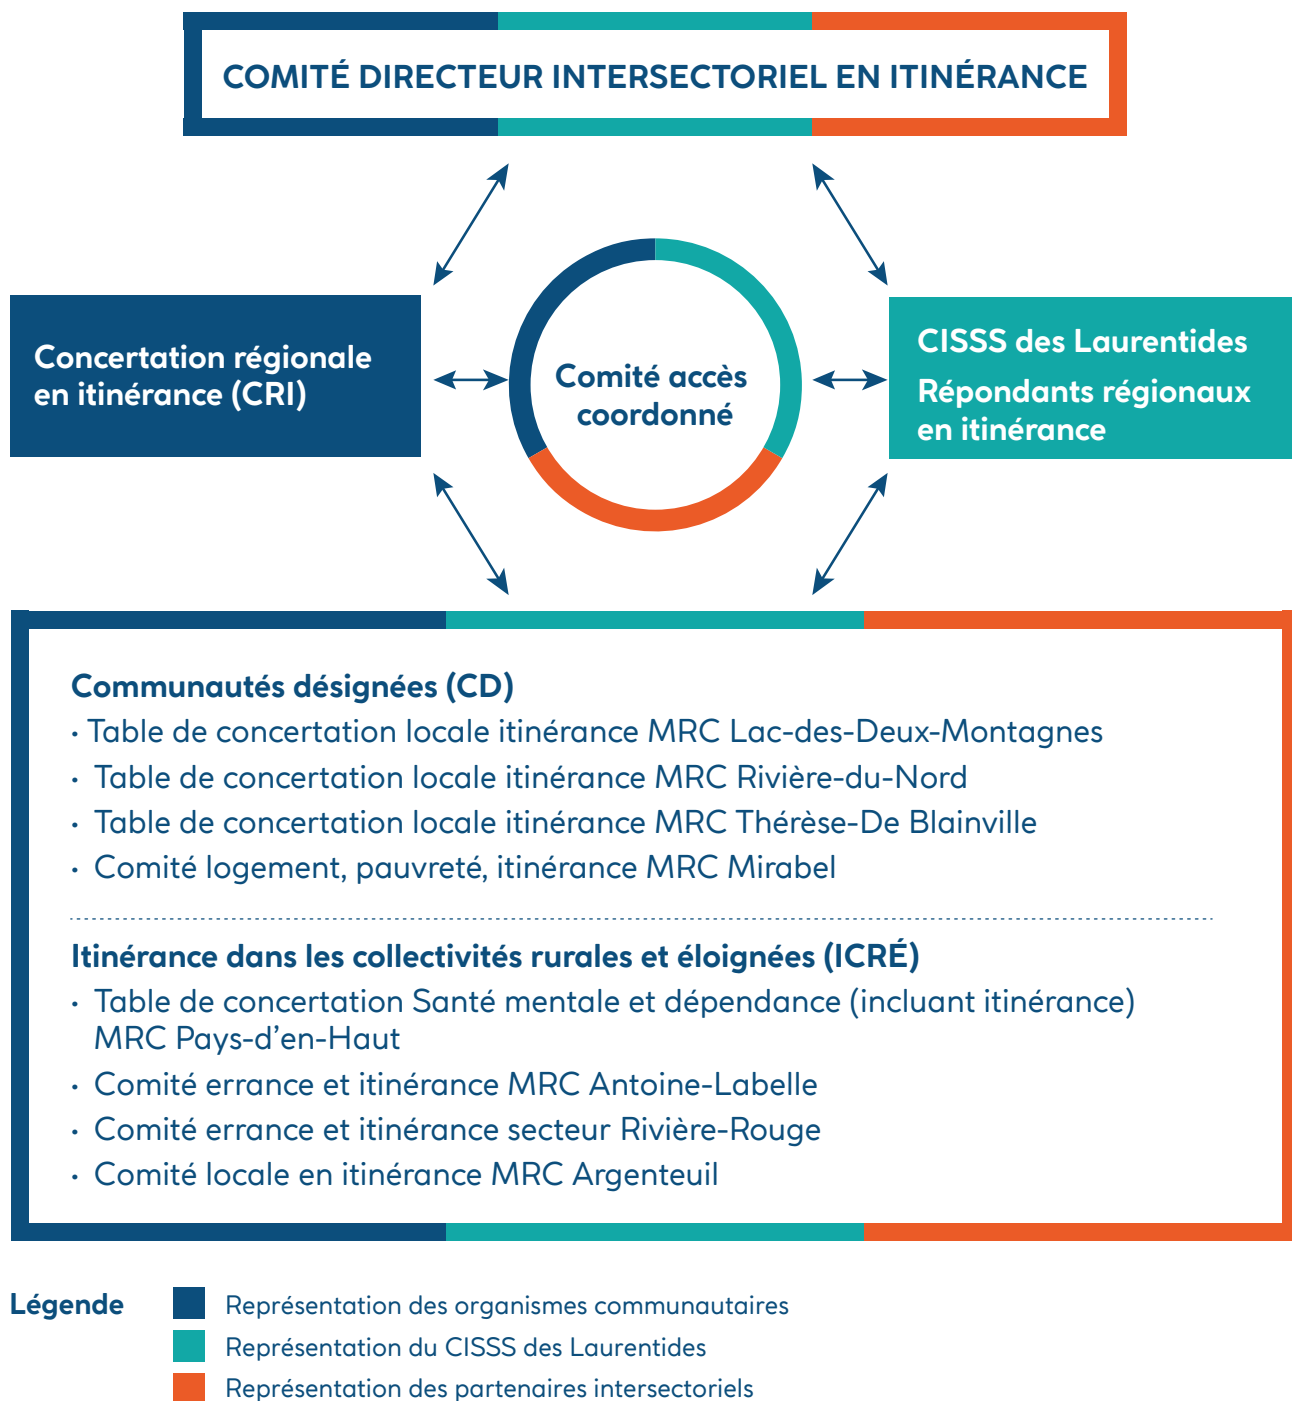 COMITÉ DIRECTEUR INTERSECTORIEL EN ITINÉRANCE
Concertation régionale
en itinérance (CRI)
Comité accès
coordonné
CISSS des Laurentides
Répondants régionaux
en itinérance
Communautés désignées (CD)
· Table de concertation locale itinérance MRC Lac-des-Deux-Montagnes
· Table de concertation locale itinérance MRC Rivière-du-Nord
· Table de concertation locale itinérance MRC Thérèse-De Blainville
· Comité logement, pauvreté, itinérance MRC Mirabel
Itinérance dans les collectivités rurales et éloignées (ICRÉ)
· Table de concertation Santé mentale et dépendance (incluant itinérance)
MRC Pays-d’en-Haut
· Comité errance et itinérance MRC Antoine-Labelle
· Comité errance et itinérance secteur Rivière-Rouge
· Comité locale en itinérance MRC Argenteuil
Légende
Représentation des organismes communautaires
Représentation du CISSS des Laurentides
Représentation des partenaires intersectoriels